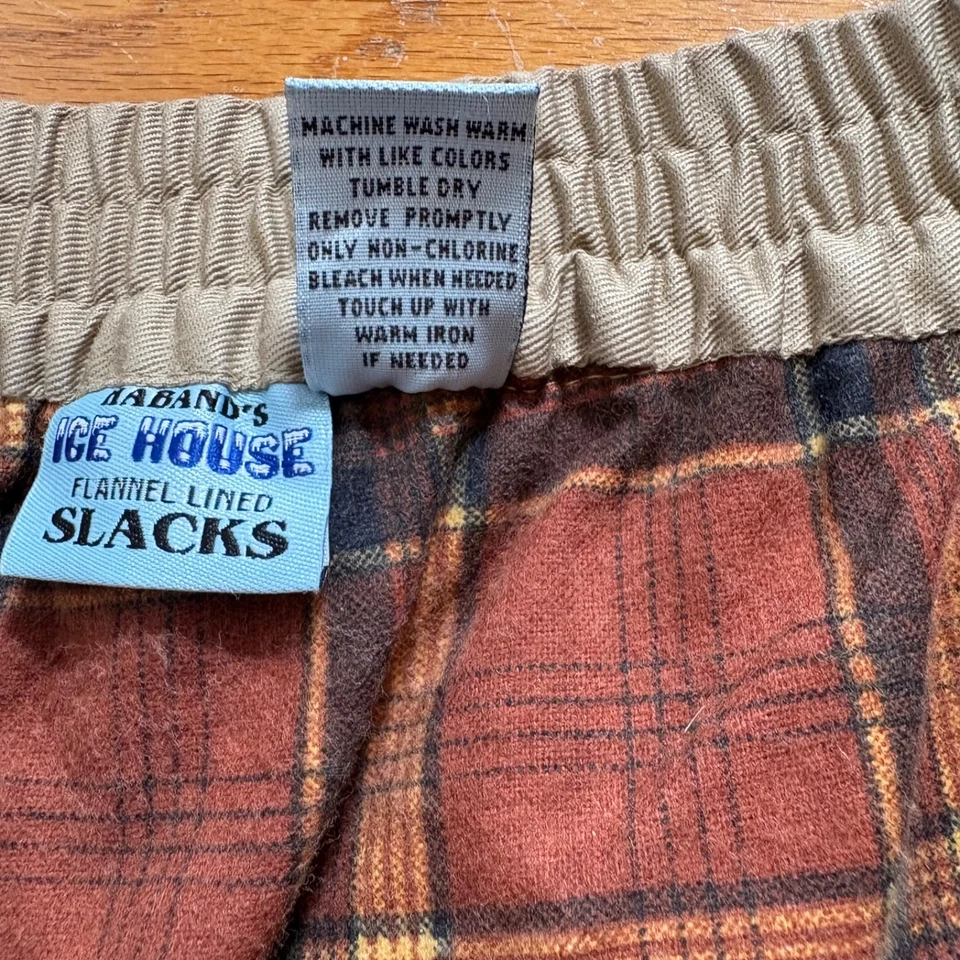 MACHINE WASH WARM
WITH LIKE COLORS
TUMBLE DRY
REMOVE PROMPTLY
ONLY NON-CHLORINE
BLEACH WHEN NEEDED
TOUCH UP WITH
WARM IRON
IF NEEDED
HABAND'S
ICE HOUSE
FLANNEL LINED
SLACKS